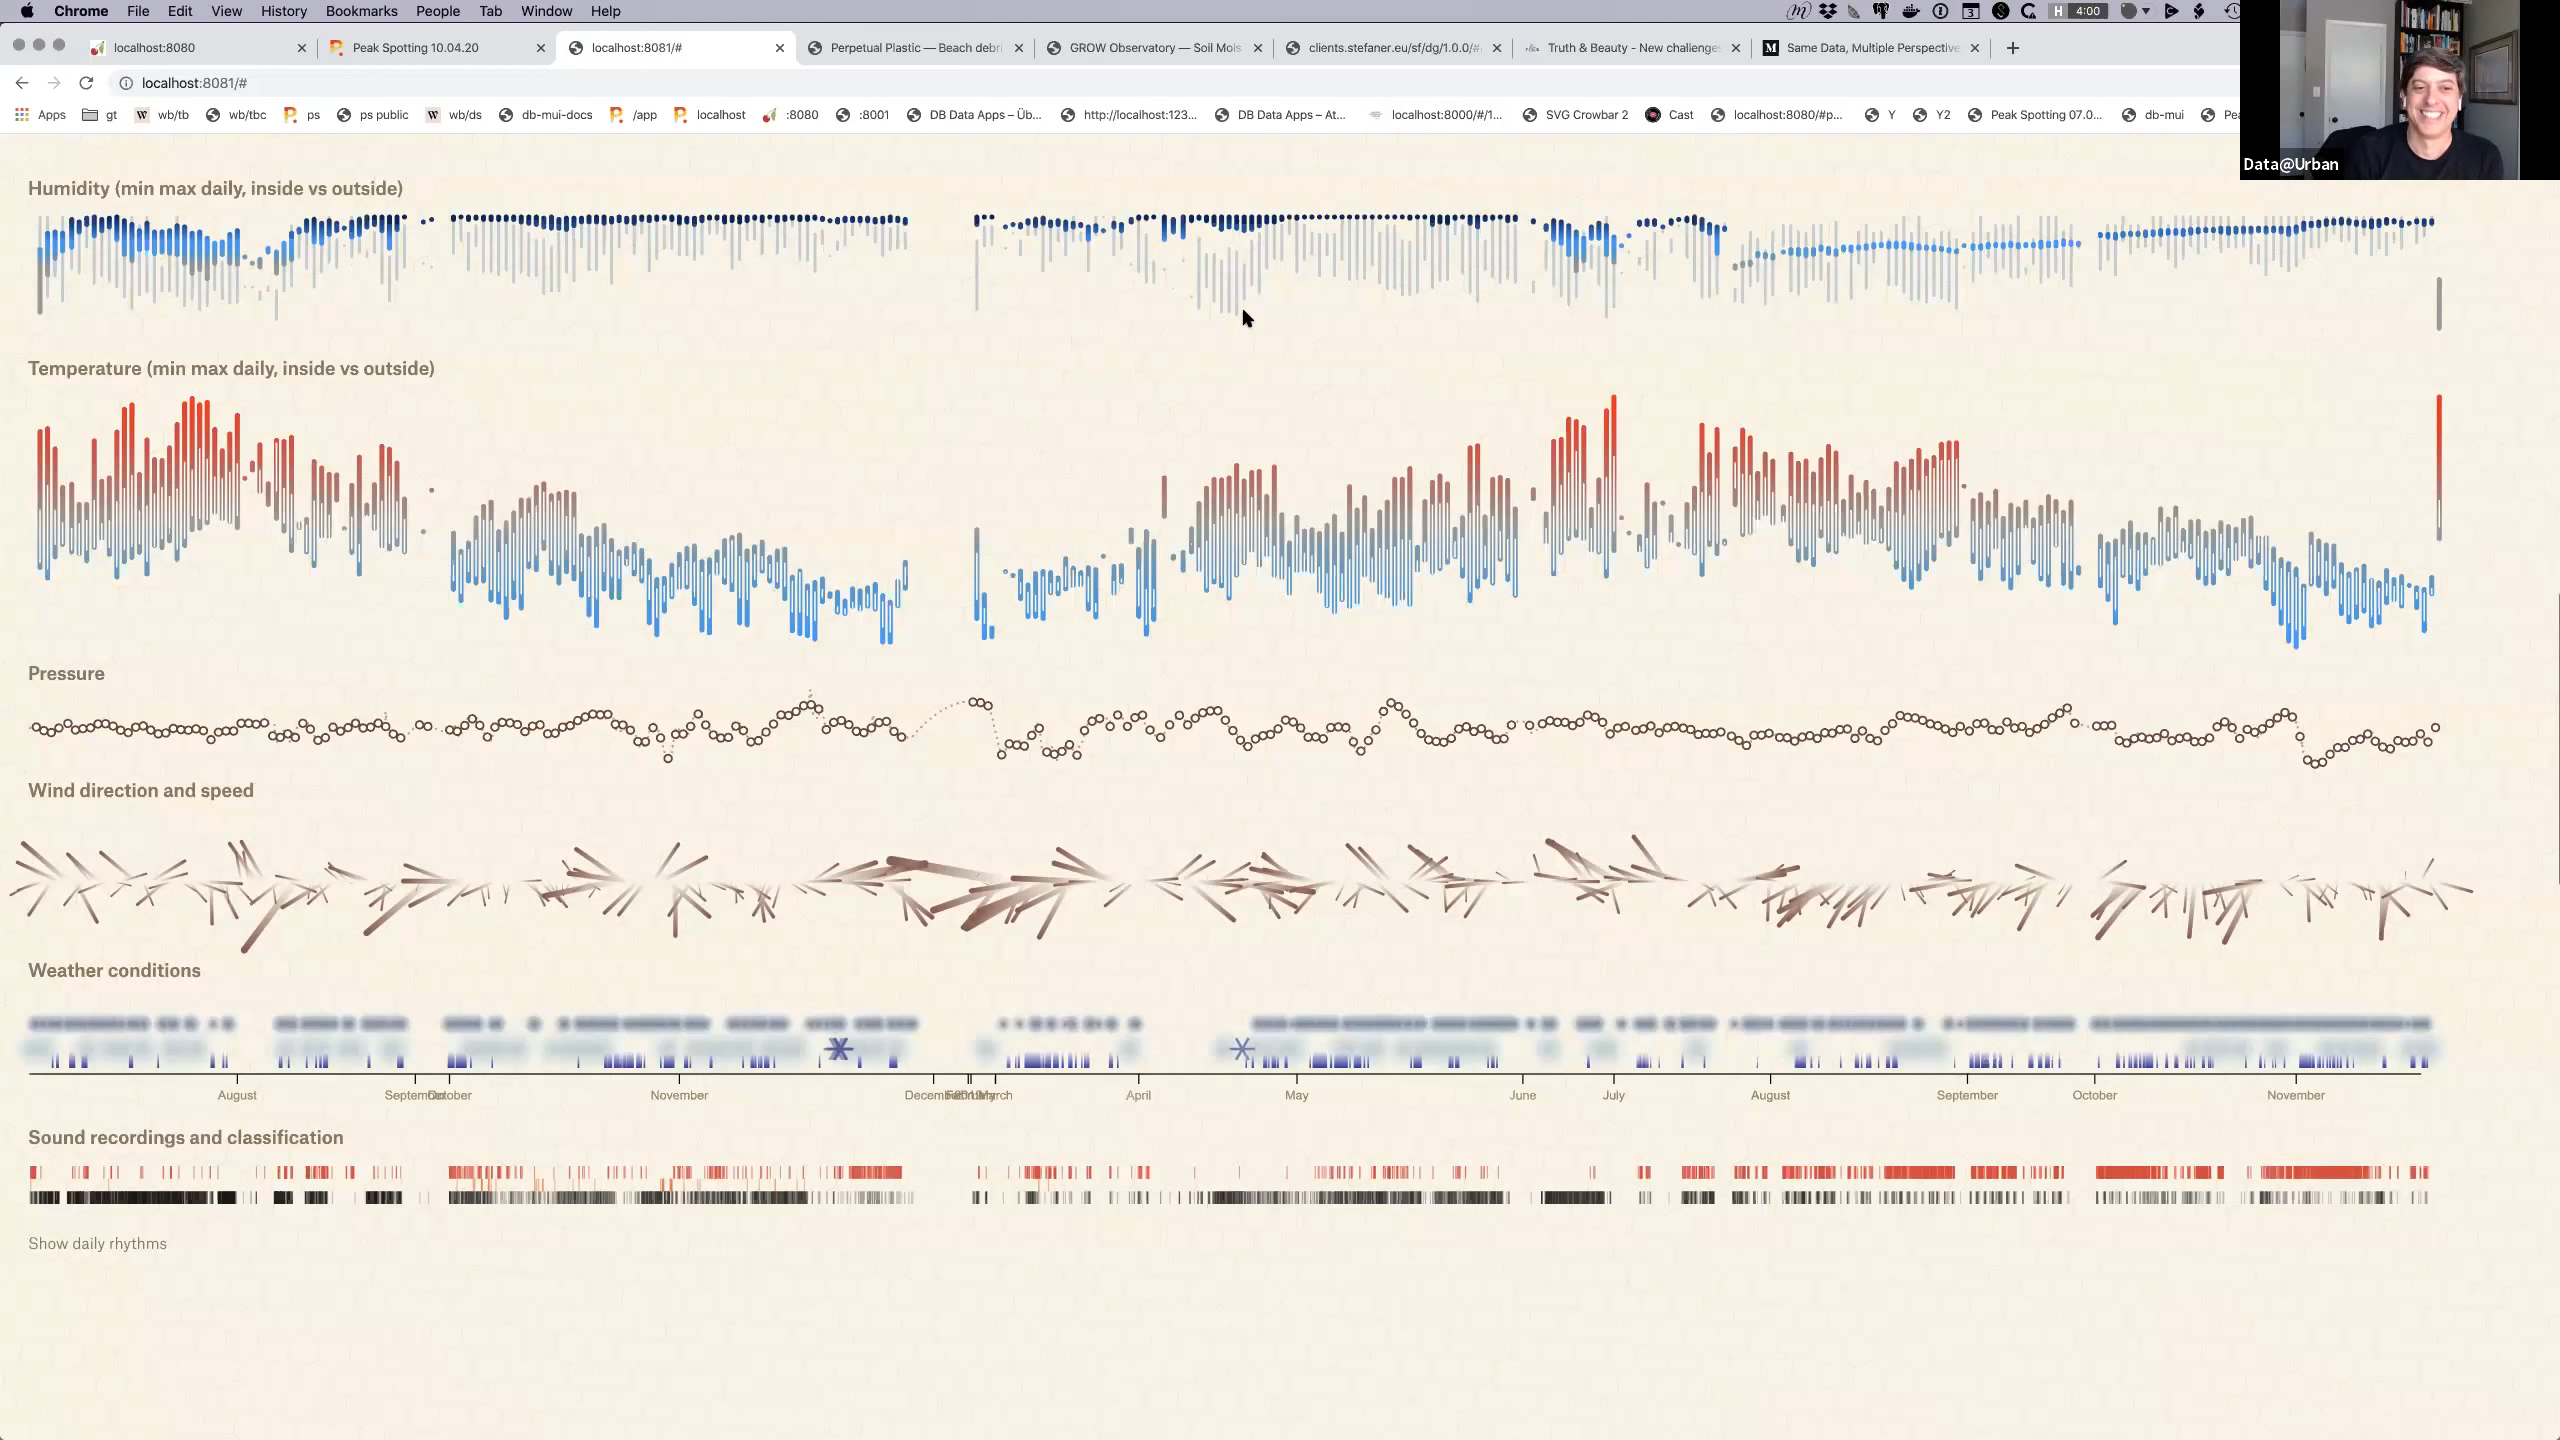 Chrome File Edit View History Bookmarks People Tab Window Help 3 H 4:00
localhost:8080 Peak Spotting 10.04.20 localhost:8081/# Perpetual Plastic — Beach debri GROW Observatory — Soil Mois clients.stefaner.eu/sf/dg/1.0.0/# Truth & Beauty - New challenges Same Data, Multiple Perspective
localhost:8081/#
Apps gt wb/tb wb/tbc ps ps public wb/ds db-mui-docs /app localhost :8080 :8001 DB Data Apps – Üb... http://localhost:123... DB Data Apps – At... localhost:8000/#/1... SVG Crowbar 2 Cast localhost:8080/#p... Y Y2 Peak Spotting 07.0... db-mui Pea
Data@Urban
Humidity (min max daily, inside vs outside)
Temperature (min max daily, inside vs outside)
Pressure
Wind direction and speed
Weather conditions
August October November March April May June July August September October November
Sound recordings and classification
Show daily rhythms